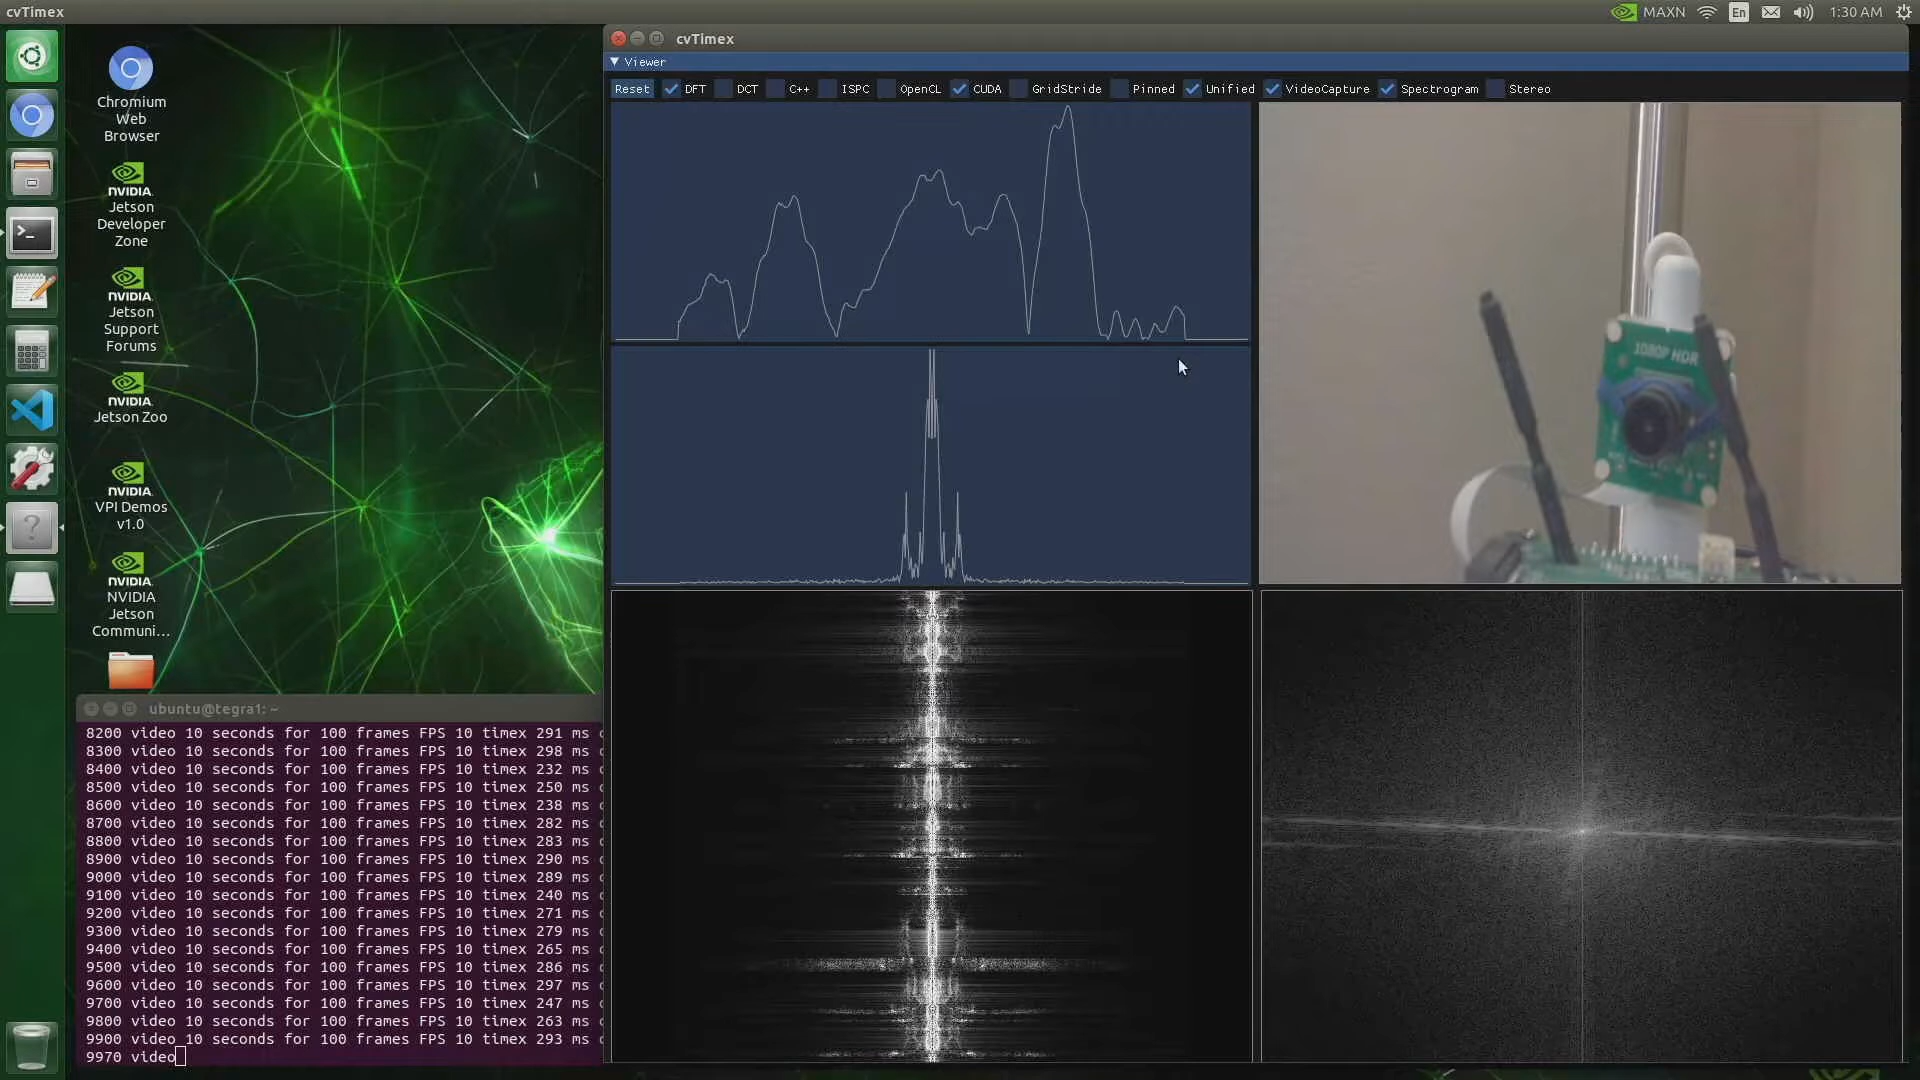 cvTimex
MAXN
En
1:30 AM
Chromium
Web
Browser
NVIDIA.
Jetson
Developer
Zone
NVIDIA.
Jetson
Support
Forums
NVIDIA.
Jetson Zoo
NVIDIA.
VPI Demos
v1.0
NVIDIA.
NVIDIA
Jetson
Communi...
cvTimex
Viewer
Reset DFT DCT C++ ISPC OpenCL CUDA GridStride Pinned Unified VideoCapture Spectrogram Stereo
1080P HDR
ubuntu@tegra1: ~
8200 video 10 seconds for 100 frames FPS 10 timex 291 ms
8300 video 10 seconds for 100 frames FPS 10 timex 298 ms
8400 video 10 seconds for 100 frames FPS 10 timex 232 ms
8500 video 10 seconds for 100 frames FPS 10 timex 250 ms
8600 video 10 seconds for 100 frames FPS 10 timex 238 ms
8700 video 10 seconds for 100 frames FPS 10 timex 282 ms
8800 video 10 seconds for 100 frames FPS 10 timex 283 ms
8900 video 10 seconds for 100 frames FPS 10 timex 290 ms
9000 video 10 seconds for 100 frames FPS 10 timex 289 ms
9100 video 10 seconds for 100 frames FPS 10 timex 240 ms
9200 video 10 seconds for 100 frames FPS 10 timex 271 ms
9300 video 10 seconds for 100 frames FPS 10 timex 279 ms
9400 video 10 seconds for 100 frames FPS 10 timex 265 ms
9500 video 10 seconds for 100 frames FPS 10 timex 286 ms
9600 video 10 seconds for 100 frames FPS 10 timex 297 ms
9700 video 10 seconds for 100 frames FPS 10 timex 247 ms
9800 video 10 seconds for 100 frames FPS 10 timex 263 ms
9900 video 10 seconds for 100 frames FPS 10 timex 293 ms
9970 video